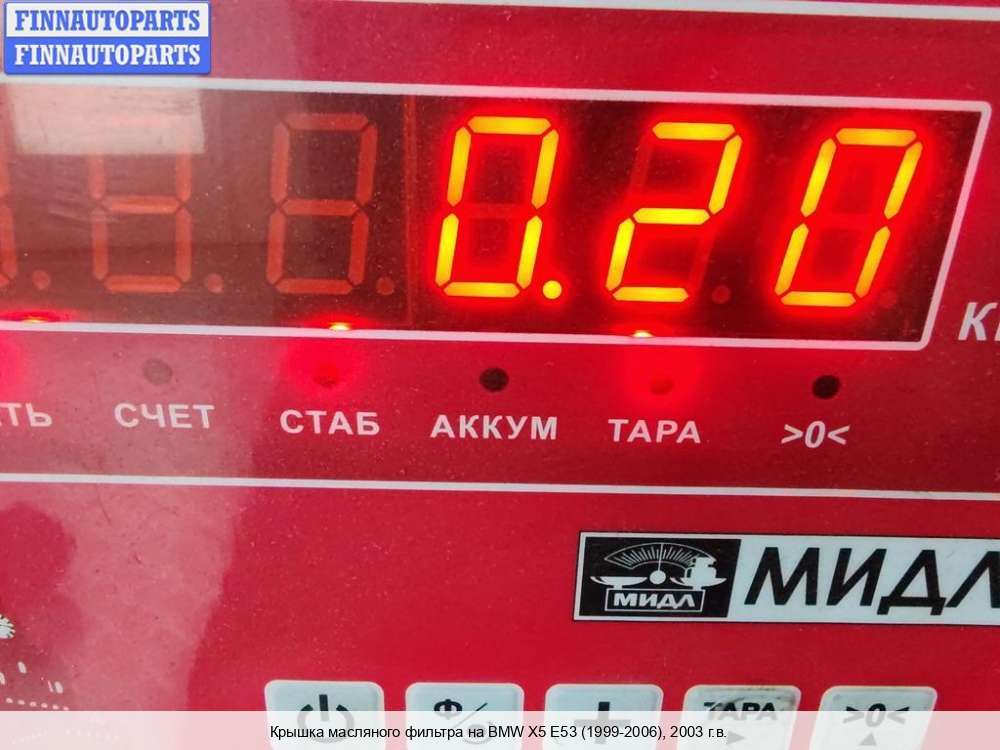 FINNAUTOPARTS
FINNAUTOPARTS
0.20
СЧЕТ СТАБ АККУМ ТАРА >0<
МИДЛ МИДЛ
ТАРА >0<
Крышка масляного фильтра на BMW X5 E53 (1999-2006), 2003 г.в.